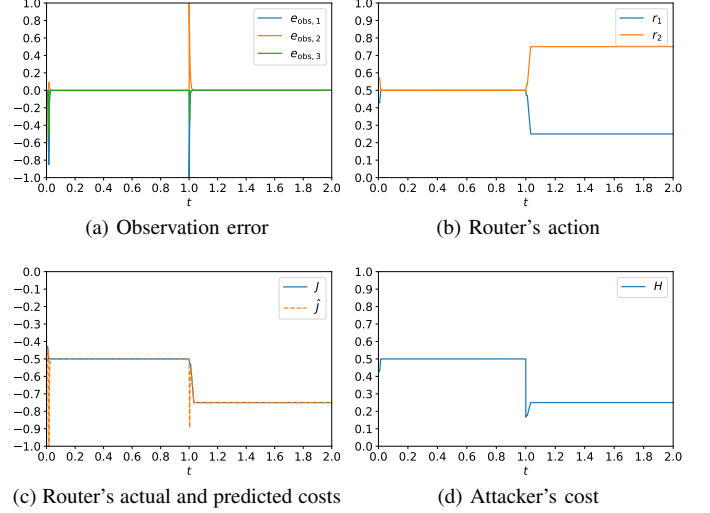 1.0
0.8
0.6
0.4
0.2
0.0
−0.2
−0.4
−0.6
−0.8
−1.0
0.0 0.2 0.4 0.6 0.8 1.0 1.2 1.4 1.6 1.8 2.0
t
e_obs, 1
e_obs, 2
e_obs, 3
(a) Observation error
1.0
0.9
0.8
0.7
0.6
0.5
0.4
0.3
0.2
0.1
0.0
0.0 0.2 0.4 0.6 0.8 1.0 1.2 1.4 1.6 1.8 2.0
t
r_1
r_2
(b) Router's action
0.0
−0.1
−0.2
−0.3
−0.4
−0.5
−0.6
−0.7
−0.8
−0.9
−1.0
0.0 0.2 0.4 0.6 0.8 1.0 1.2 1.4 1.6 1.8 2.0
t
J
Ĵ
(c) Router's actual and predicted costs
1.0
0.9
0.8
0.7
0.6
0.5
0.4
0.3
0.2
0.1
0.0
0.0 0.2 0.4 0.6 0.8 1.0 1.2 1.4 1.6 1.8 2.0
t
H
(d) Attacker's cost